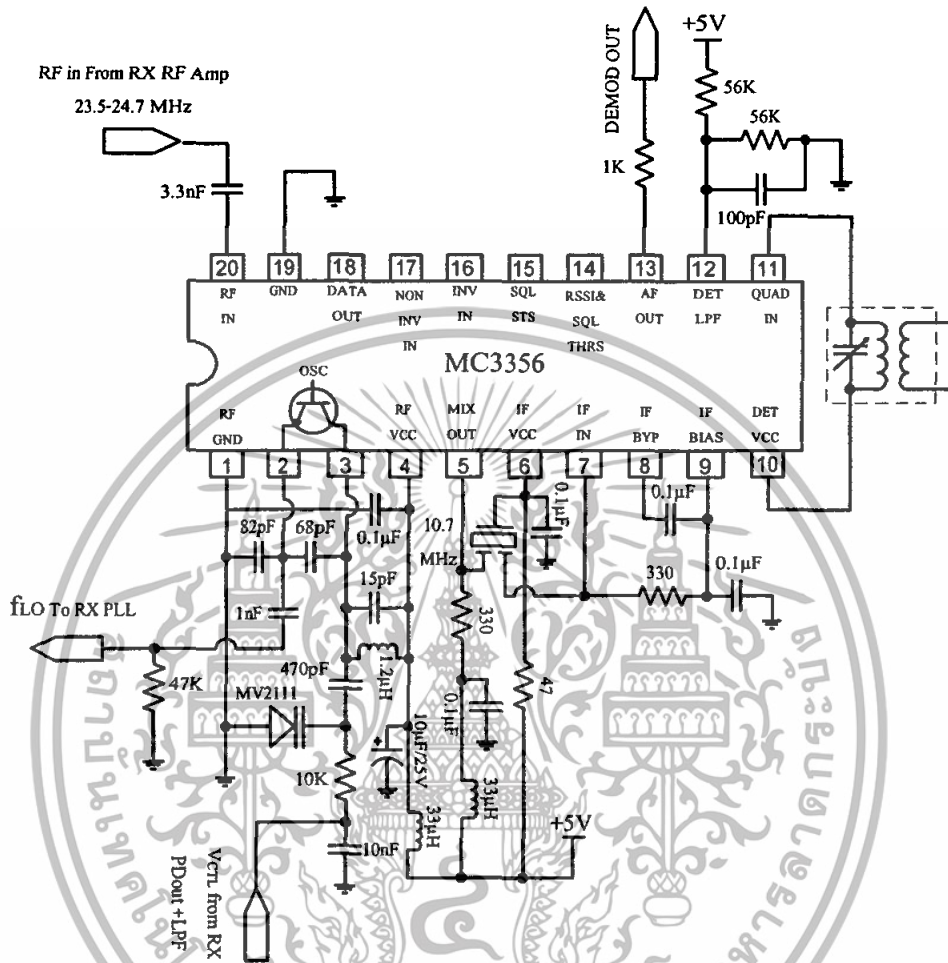 RF in From RX RF Amp
23.5-24.7 MHz
3.3nF
DEMOD OUT
1K
+5V
56K
56K
100pF
20 19 18 17 16 15 14 13 12 11
RF IN
GND
DATA OUT
NON INV IN
INV IN
SQL STS
RSSI& SQL THRS
AF OUT
DET LPF
QUAD IN
MC3356
OSC
RF GND
RF VCC
MIX OUT
IF VCC
IF IN
IF BYP
IF BIAS
DET VCC
1 2 3 4 5 6 7 8 9 10
82pF
68pF
0.1µF
10.7 MHz
0.1µF
0.1µF
330
0.1µF
15pF
1nF
fLO To RX PLL
47K
MV2111
470pF
1.2µH
330
0.1µF
47
10µF/25V
10K
33µH
33µH
+5V
10nF
VCTL from RX
PDout +LPF